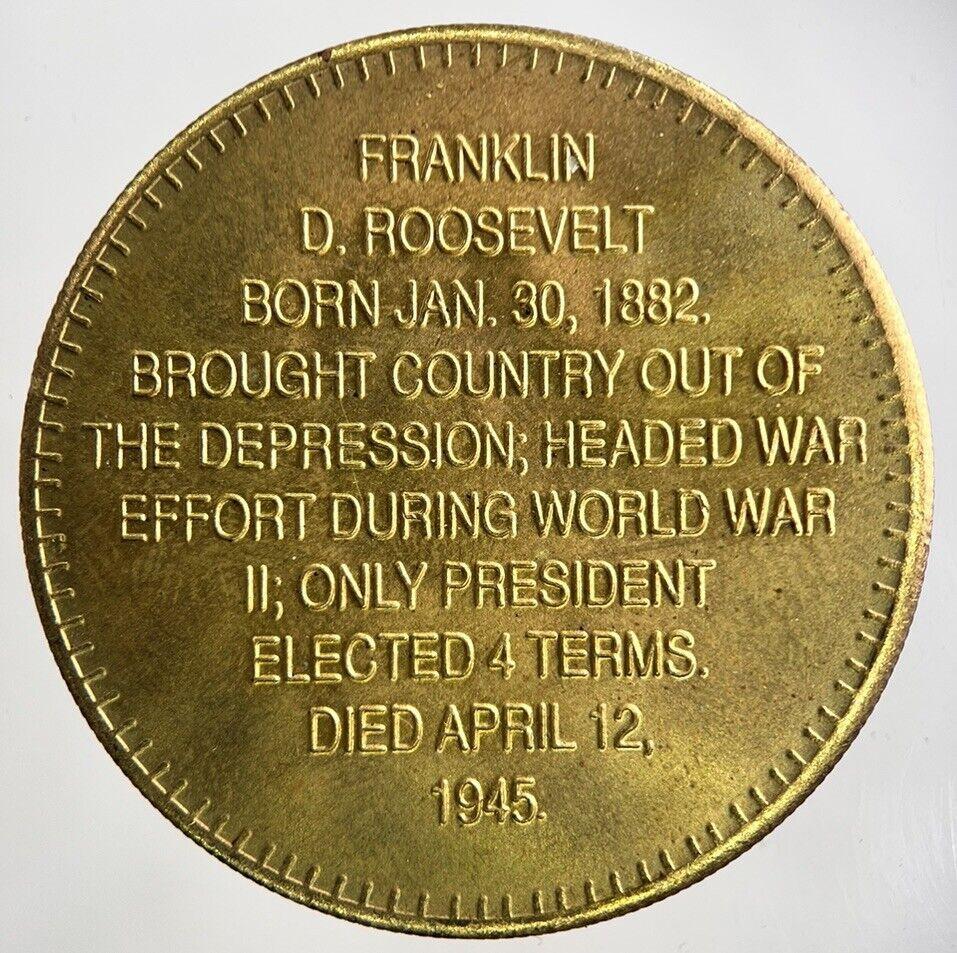 FRANKLIN
D. ROOSEVELT
BORN JAN. 30, 1882.
BROUGHT COUNTRY OUT OF
THE DEPRESSION; HEADED WAR
EFFORT DURING WORLD WAR
II; ONLY PRESIDENT
ELECTED 4 TERMS.
DIED APRIL 12,
1945.